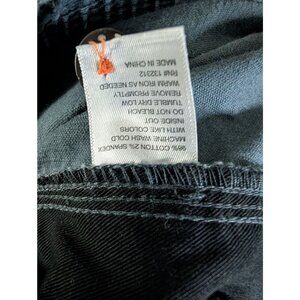 98% COTTON 2% SPANDEX
MACHINE WASH COLD
WITH LIKE COLORS
INSIDE OUT
DO NOT BLEACH
TUMBLE DRY LOW
REMOVE PROMPTLY
WARM IRON AS NEEDED
RN# 132312
MADE IN CHINA